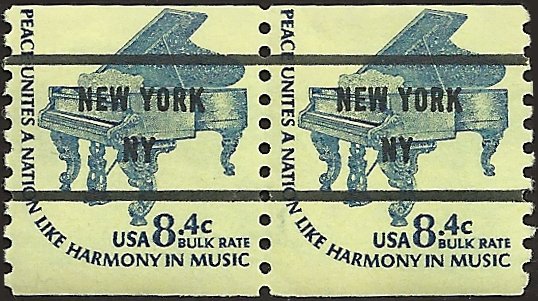 PEACE UNITES A NATION LIKE HARMONY IN MUSIC
NEW YORK
NY
USA 8.4c
BULK RATE
PEACE UNITES A NATION LIKE HARMONY IN MUSIC
NEW YORK
NY
USA 8.4c
BULK RATE